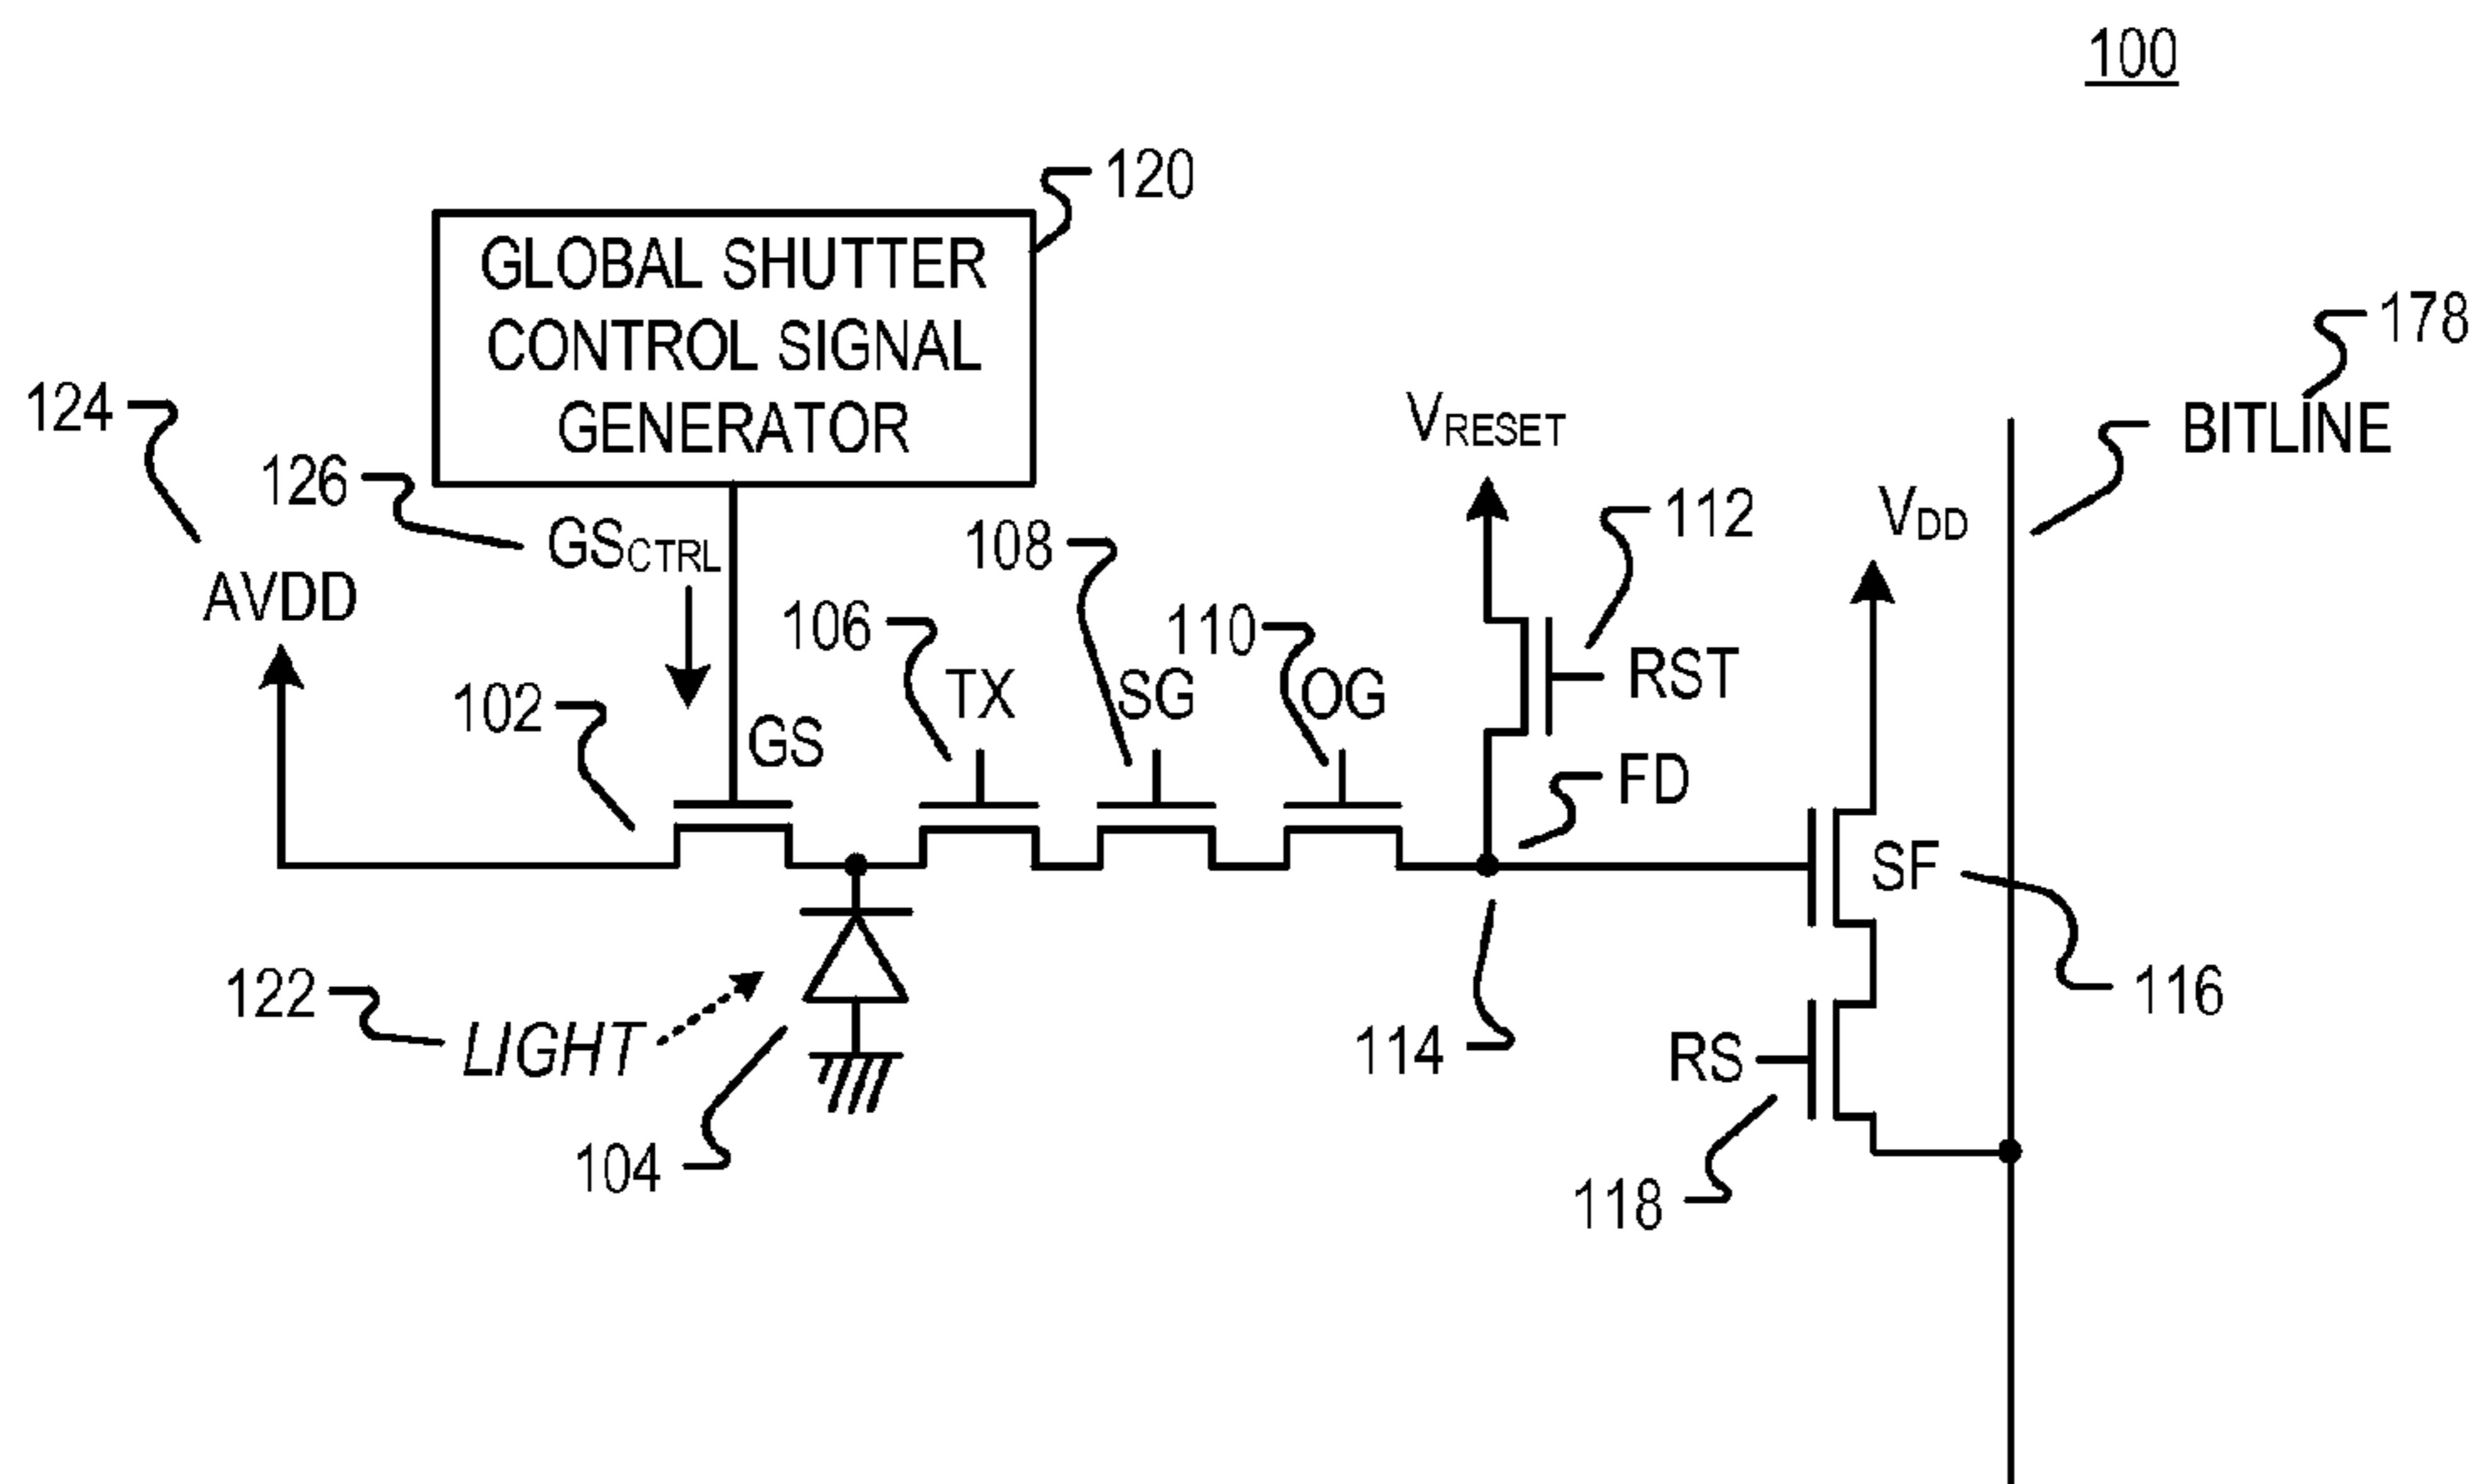 100
120
GLOBAL SHUTTER
CONTROL SIGNAL
GENERATOR
178
BITLINE
124
126
GSCTRL
AVDD
VRESET
112
VDD
108
106
110
TX
SG
OG
RST
102
GS
FD
SF
122
LIGHT
116
114
RS
104
118